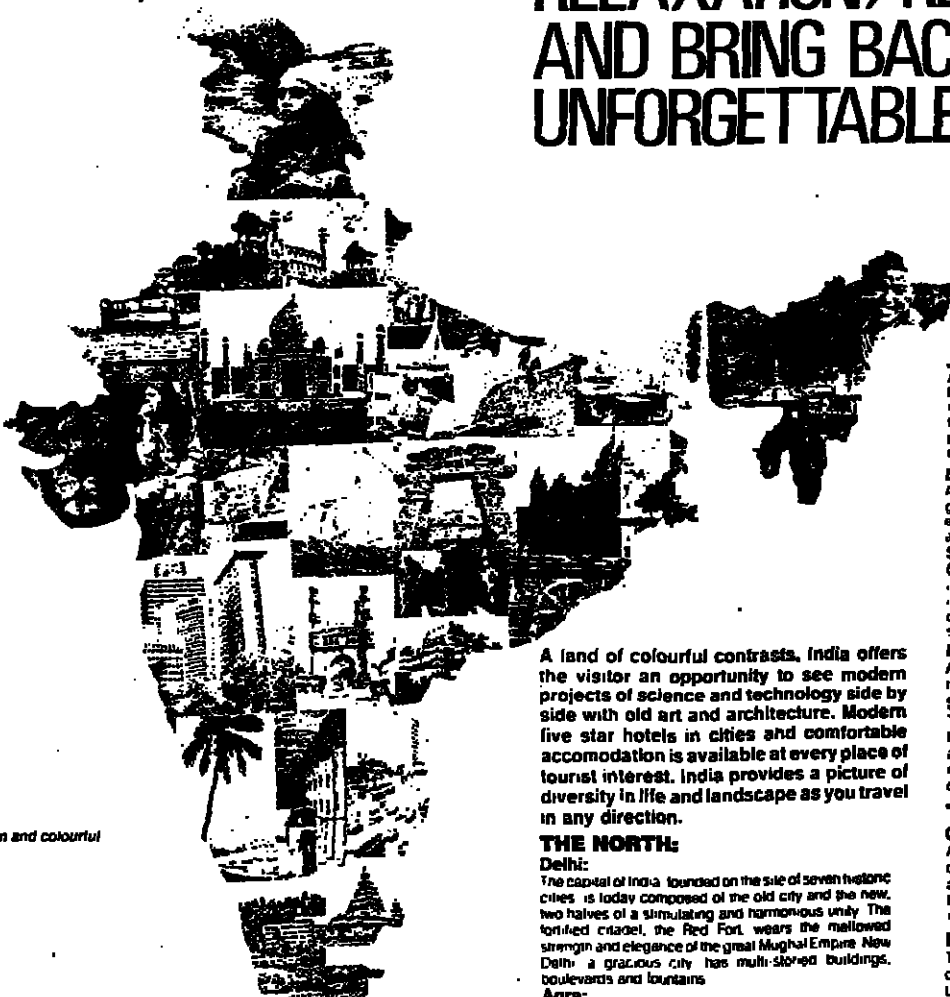 AND BRING BAC
UNFORGETTABLE
A land of colourful contrasts, India offers
the visitor an opportunity to see modern
projects of science and technology side by
side with old art and architecture. Modern
five star hotels in cities and comfortable
accomodation is available at every place of
tourist interest. India provides a picture of
diversity in life and landscape as you travel
in any direction.
n and colourful
THE NORTH:
Delhi:
The capital of India founded on the site of seven historic
cities is today composed of the old city and the new,
two halves of a stimulating and harmonious unity The
fortified citadel, the Red Fort, wears the mellowed
strength and elegance of the great Mughal Empire New
Delhi a gracious city has multi-storied buildings,
boulevards and fountains
Agra: